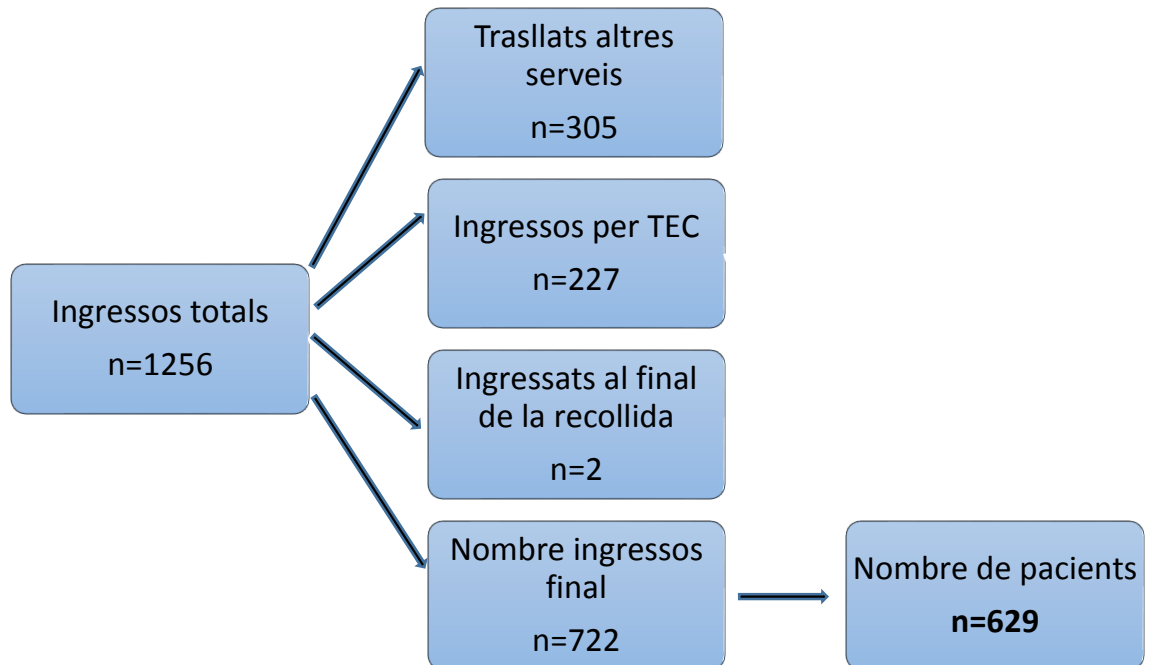 Trasllats altres
serveis
n=305
Ingressos per TEC
n=227
Ingressos totals
n=1256
Ingressats al final
de la recollida
n=2
Nombre ingressos
final
n=722
Nombre de pacients
n=629